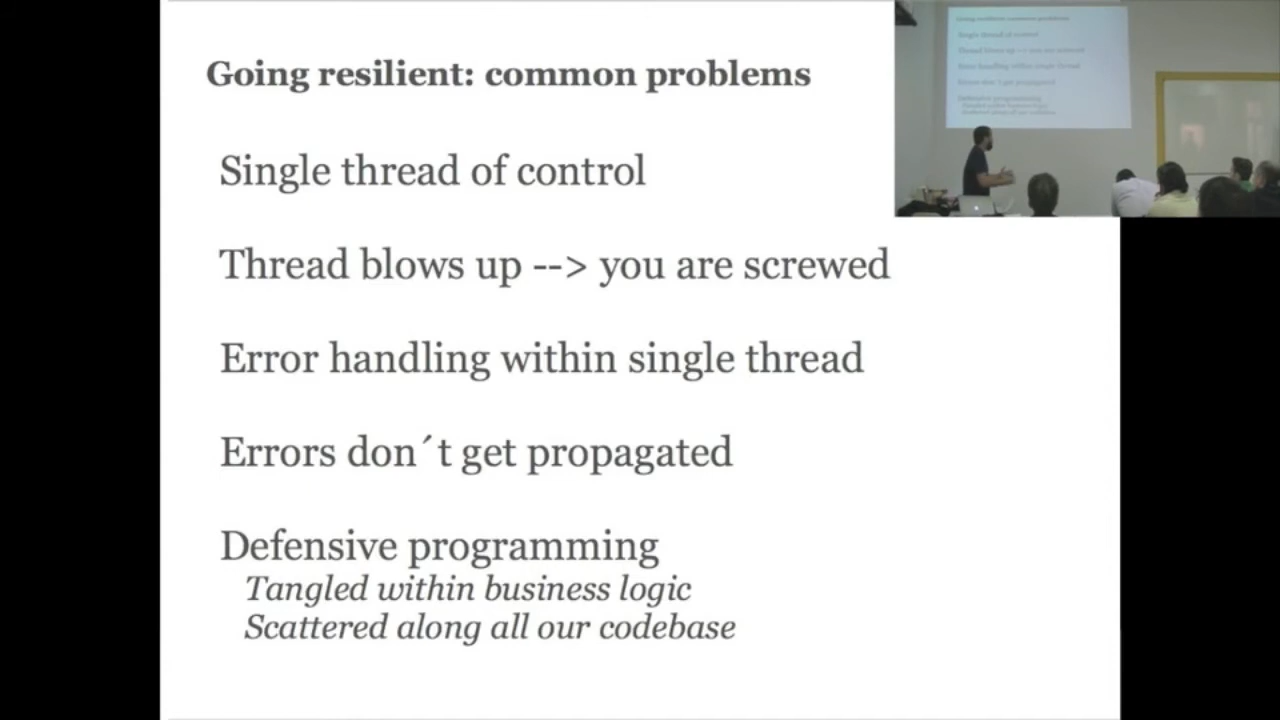 Going resilient: common problems
Single thread of control
Thread blows up --> you are screwed
Error handling within single thread
Errors don´t get propagated
Defensive programming
Tangled within business logic
Scattered along all our codebase